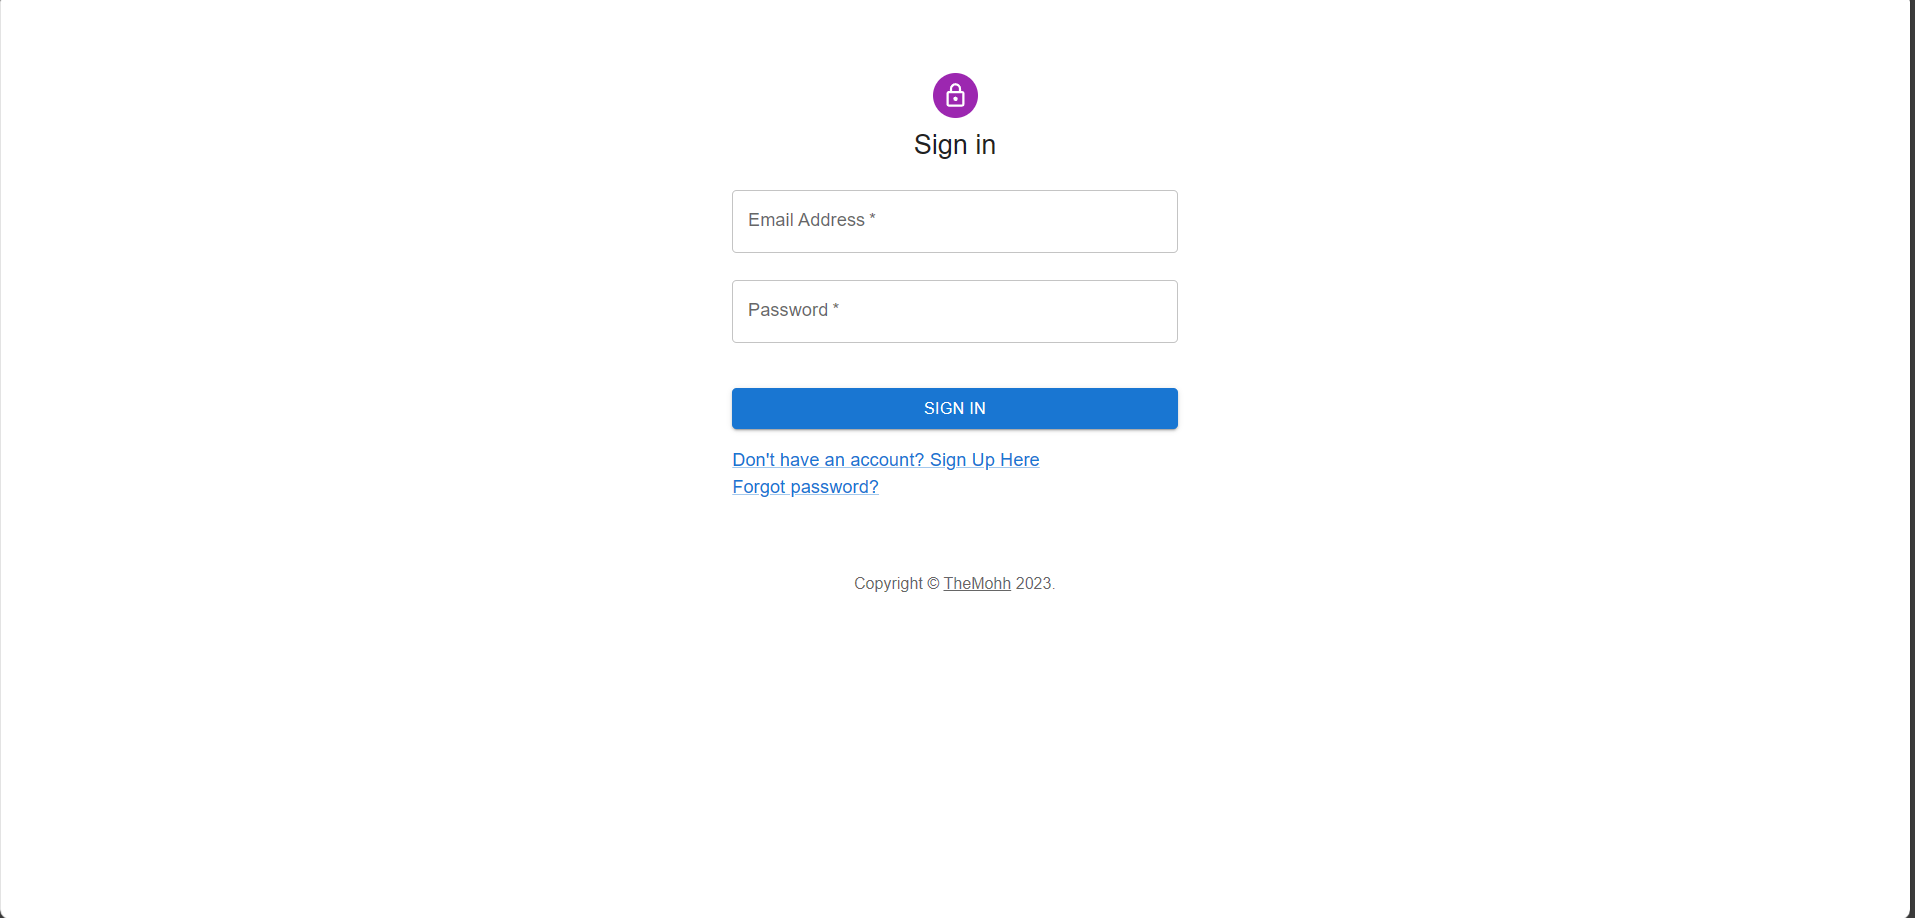 Sign in
Email Address *
Password *
SIGN IN
Don't have an account? Sign Up Here
Forgot password?
Copyright © TheMohh 2023.